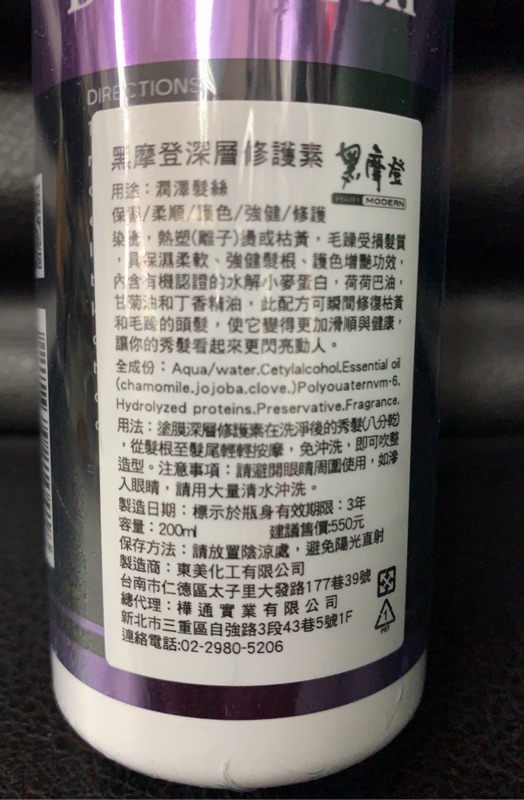 DIRECTIONS
黑摩登深層修護素
黑摩登
MODERN
用途：潤澤髮絲
保濕/柔順/護色/強健/修護
染燙，熱塑(離子)燙或枯黃，毛躁受損髮質
，具保濕柔軟、強健髮根、護色增艷功效，
內含有機認證的水解小麥蛋白，荷荷巴油，
甘菊油和丁香精油，此配方可瞬間修復枯黃
和毛躁的頭髮，使它變得更加滑順與健康，
讓你的秀髮看起來更閃亮動人。
全成份：Aqua/water.Cetylalcohol.Essential oil
(chamomile.jojoba.clove.)Polyouaternvm-6.
Hydrolyzed proteins.Preservative.Fragrance.
用法：塗膜深層修護素在洗淨後的秀髮(八分乾)
，從髮根至髮尾輕輕按摩，免沖洗，即可吹整
造型。注意事項：請避開眼睛周圍使用，如滲
入眼睛，請用大量清水沖洗。
製造日期：標示於瓶身有效期限：3年
容量：200ml 建議售價:550元
保存方法：請放置陰涼處，避免陽光直射
製造商：東美化工有限公司
台南市仁德區太子里大發路177巷39號
總代理：樺通實業有限公司
新北市三重區自強路3段43巷5號1F
連絡電話:02-2980-5206
1
PET